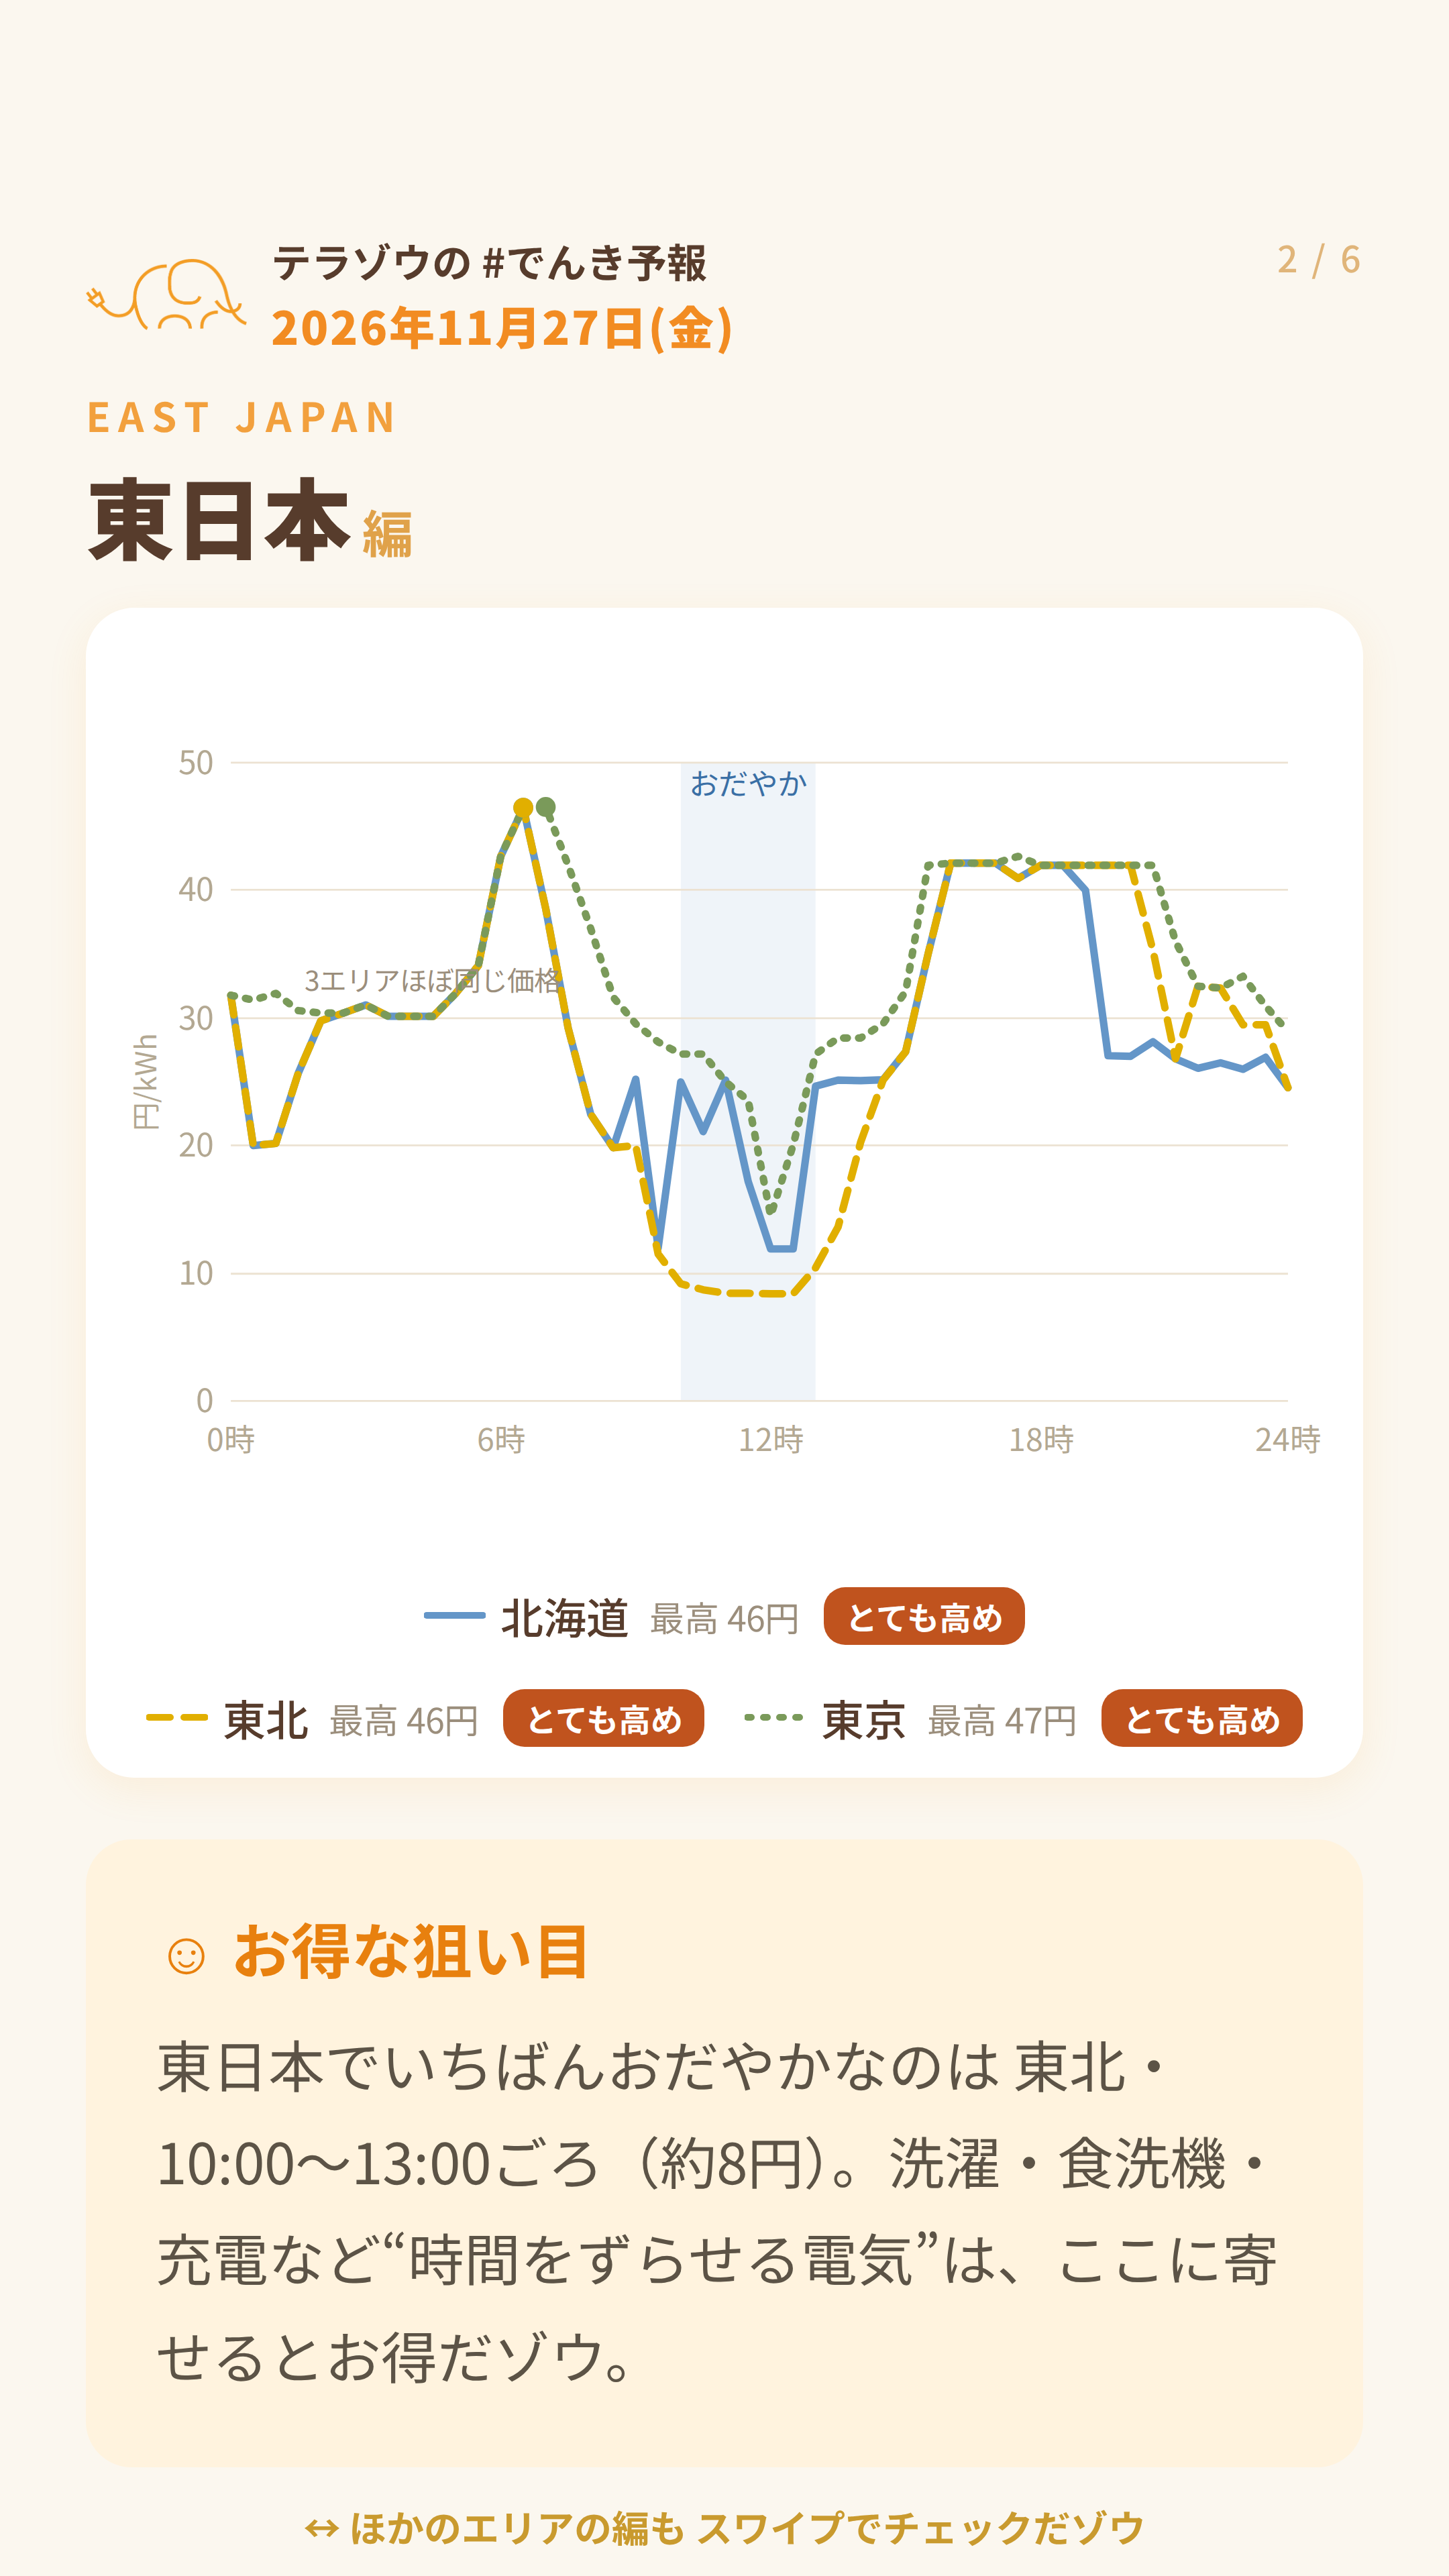 テラゾウの #でんき予報
2026年11月27日(金)
2 / 6
EAST JAPAN
東日本 編
おだやか
3エリアほぼ同じ価格
円/kWh
50
40
30
20
10
0
0時 6時 12時 18時 24時
北海道 最高 46円 とても高め
東北 最高 46円 とても高め 東京 最高 47円 とても高め
☺ お得な狙い目
東日本でいちばんおだやかなのは 東北・
10:00〜13:00ごろ（約8円）。洗濯・食洗機・
充電など“時間をずらせる電気”は、ここに寄
せるとお得だゾウ。
↔ ほかのエリアの編も スワイプでチェックだゾウ